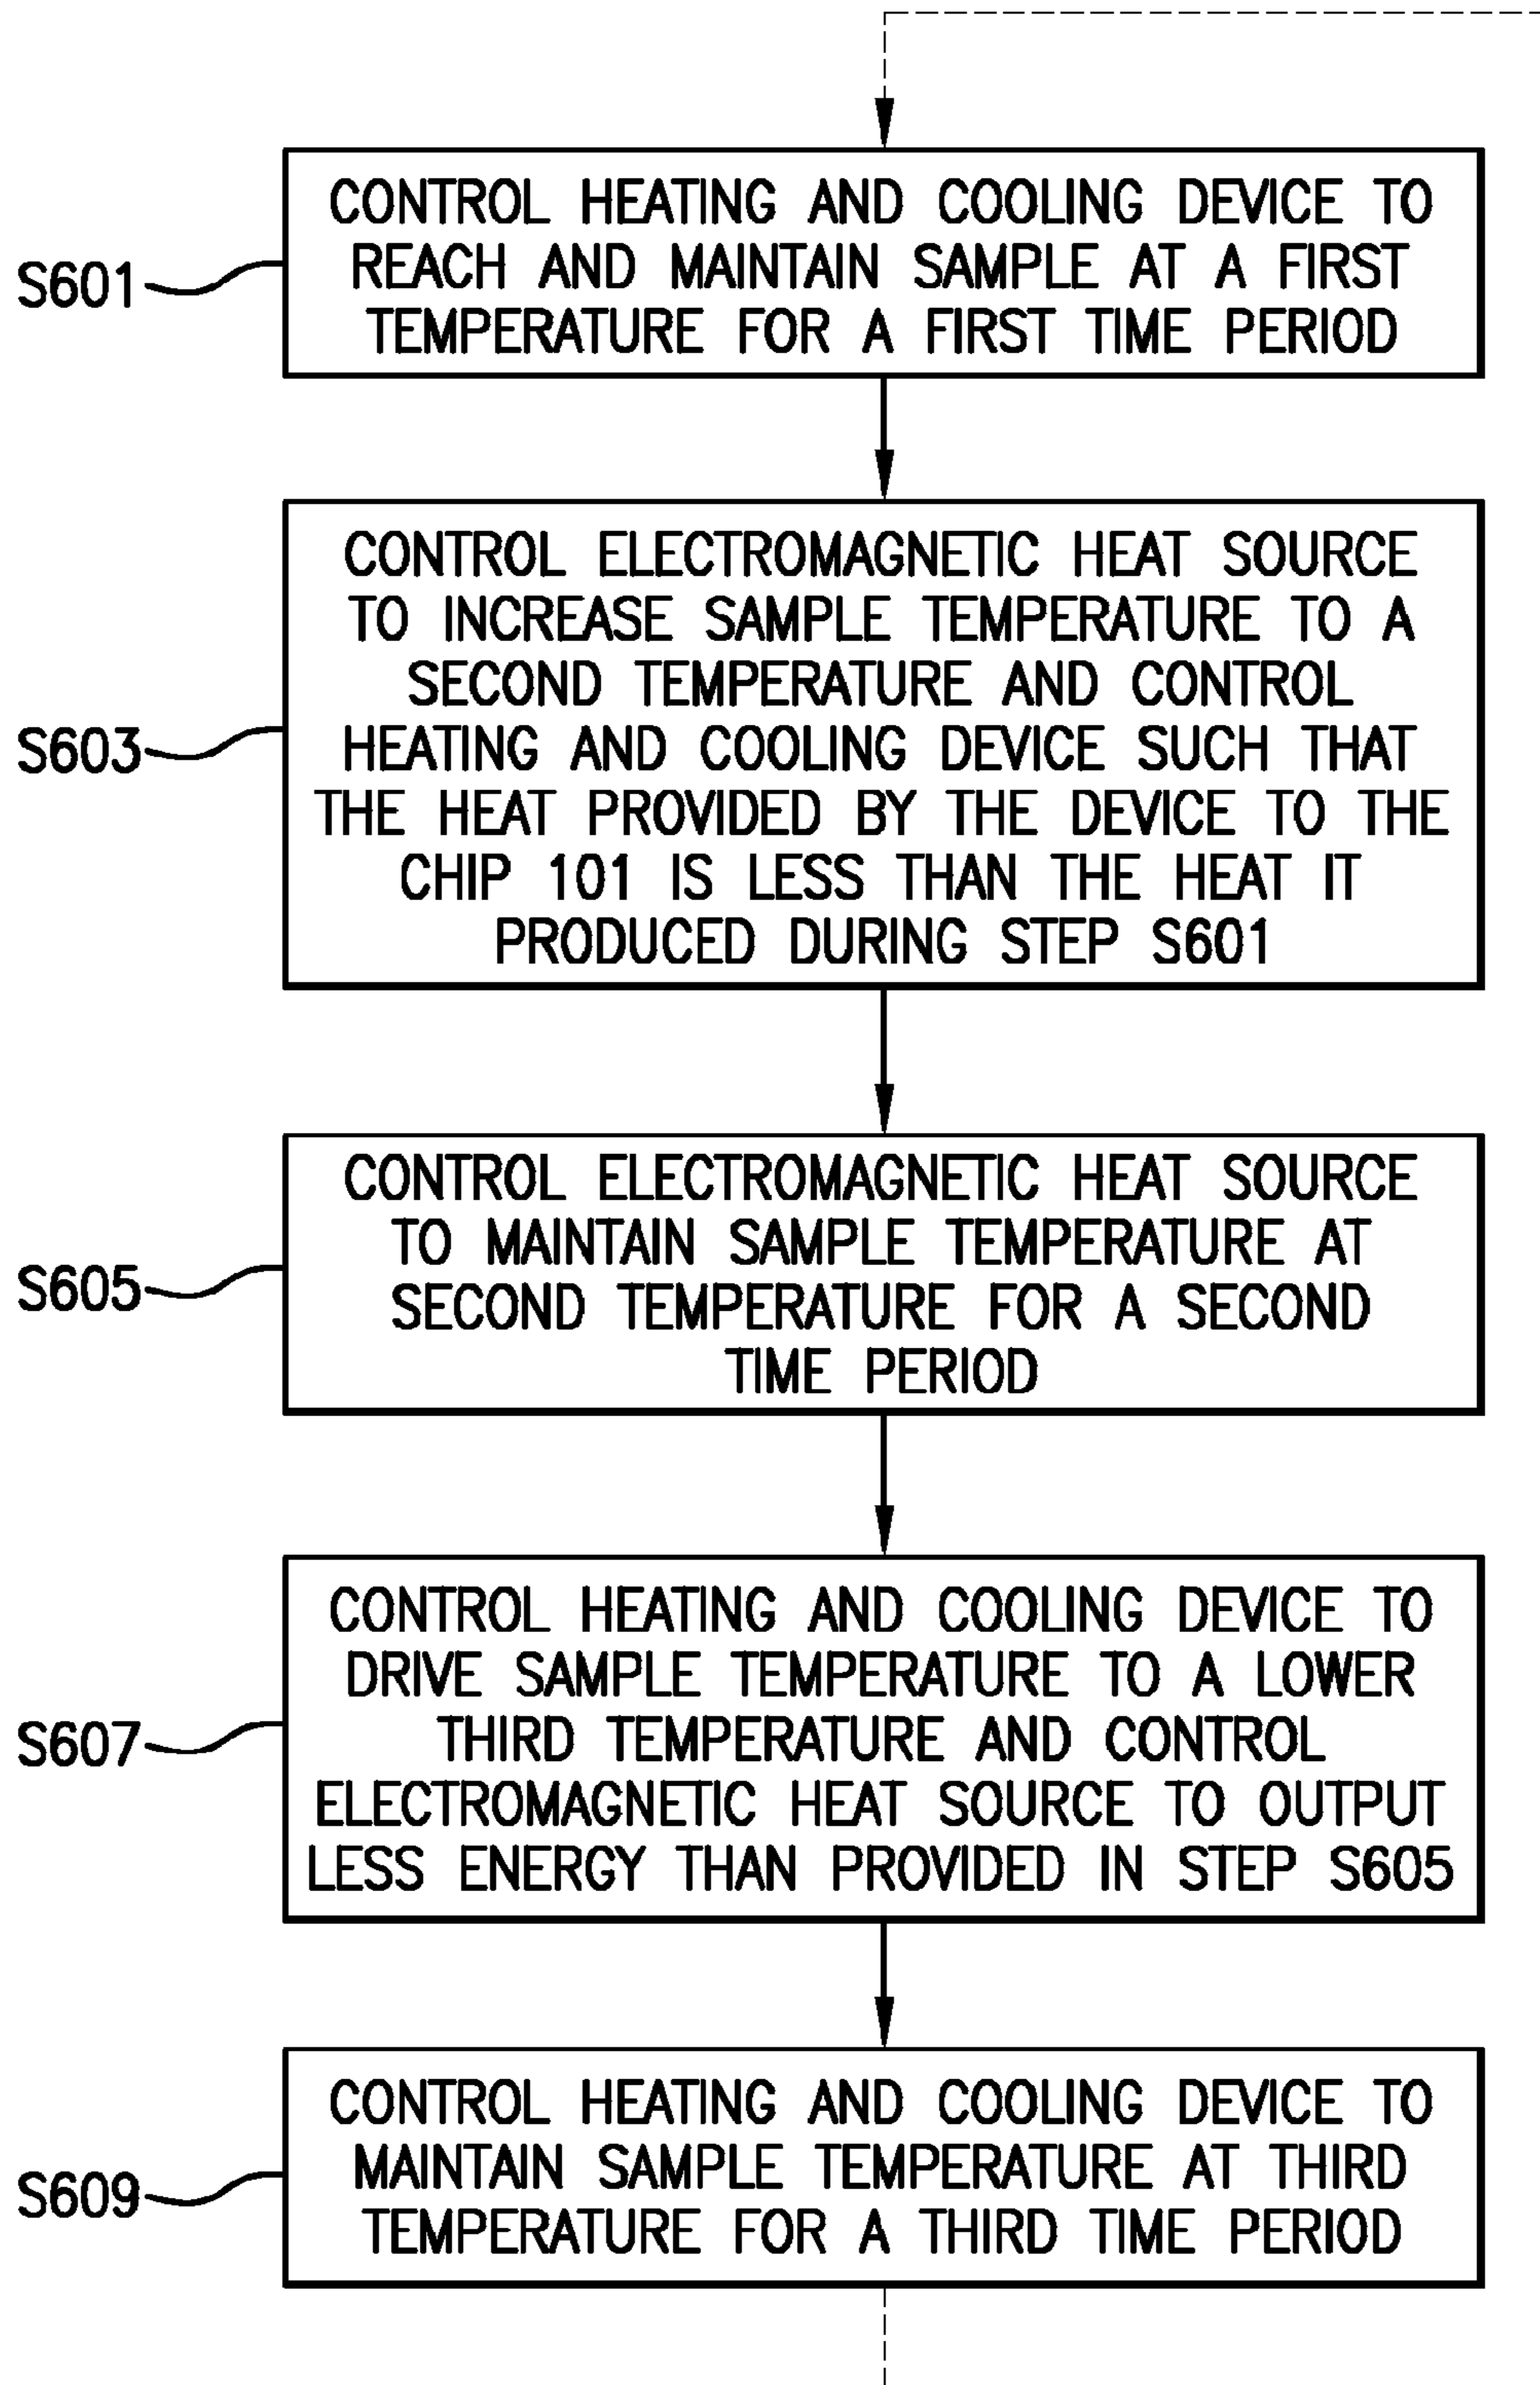 CONTROL HEATING AND COOLING DEVICE TO
REACH AND MAINTAIN SAMPLE AT A FIRST
TEMPERATURE FOR A FIRST TIME PERIOD
S601
CONTROL ELECTROMAGNETIC HEAT SOURCE
TO INCREASE SAMPLE TEMPERATURE TO A
SECOND TEMPERATURE AND CONTROL
HEATING AND COOLING DEVICE SUCH THAT
THE HEAT PROVIDED BY THE DEVICE TO THE
CHIP 101 IS LESS THAN THE HEAT IT
PRODUCED DURING STEP S601
S603
CONTROL ELECTROMAGNETIC HEAT SOURCE
TO MAINTAIN SAMPLE TEMPERATURE AT
SECOND TEMPERATURE FOR A SECOND
TIME PERIOD
S605
CONTROL HEATING AND COOLING DEVICE TO
DRIVE SAMPLE TEMPERATURE TO A LOWER
THIRD TEMPERATURE AND CONTROL
ELECTROMAGNETIC HEAT SOURCE TO OUTPUT
LESS ENERGY THAN PROVIDED IN STEP S605
S607
CONTROL HEATING AND COOLING DEVICE TO
MAINTAIN SAMPLE TEMPERATURE AT THIRD
TEMPERATURE FOR A THIRD TIME PERIOD
S609